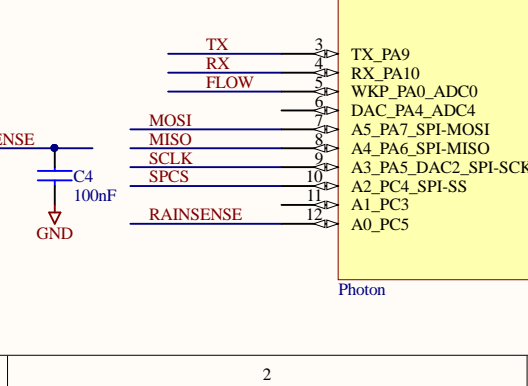 TX 3 TX_PA9
RX 4 RX_PA10
FLOW 5 WKP_PA0_ADC0
6 DAC_PA4_ADC4
MOSI 7 A5_PA7_SPI-MOSI
ENSE MISO 8 A4_PA6_SPI-MISO
SCLK 9 A3_PA5_DAC2_SPI-SCK
C4 SPCS 10 A2_PC4_SPI-SS
100nF 11 A1_PC3
RAINSENSE 12 A0_PC5
GND
Photon
2